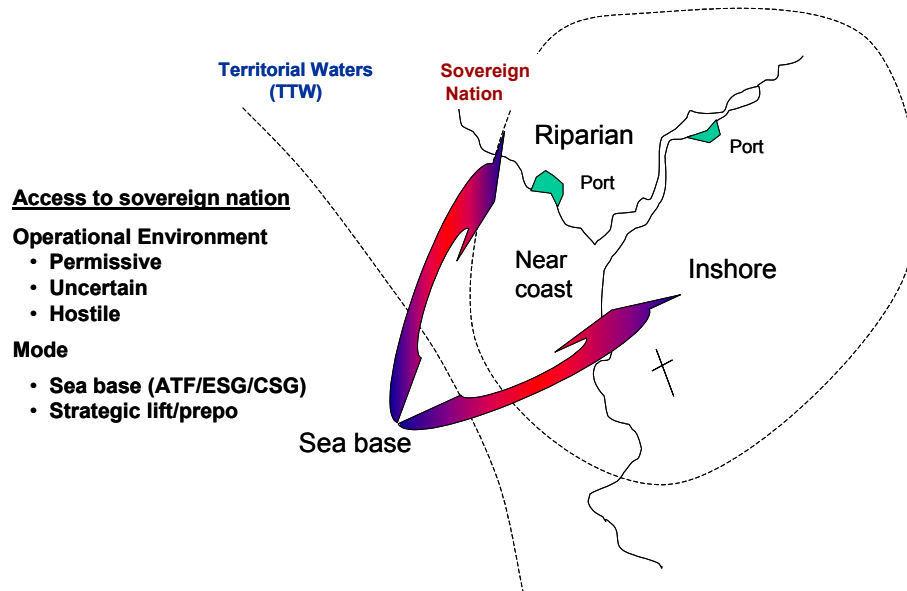 Territorial Waters
(TTW)
Sovereign
Nation
Riparian
Port
Port
Access to sovereign nation
Operational Environment
• Permissive
• Uncertain
• Hostile
Mode
• Sea base (ATF/ESG/CSG)
• Strategic lift/prepo
Near
coast
Inshore
Sea base